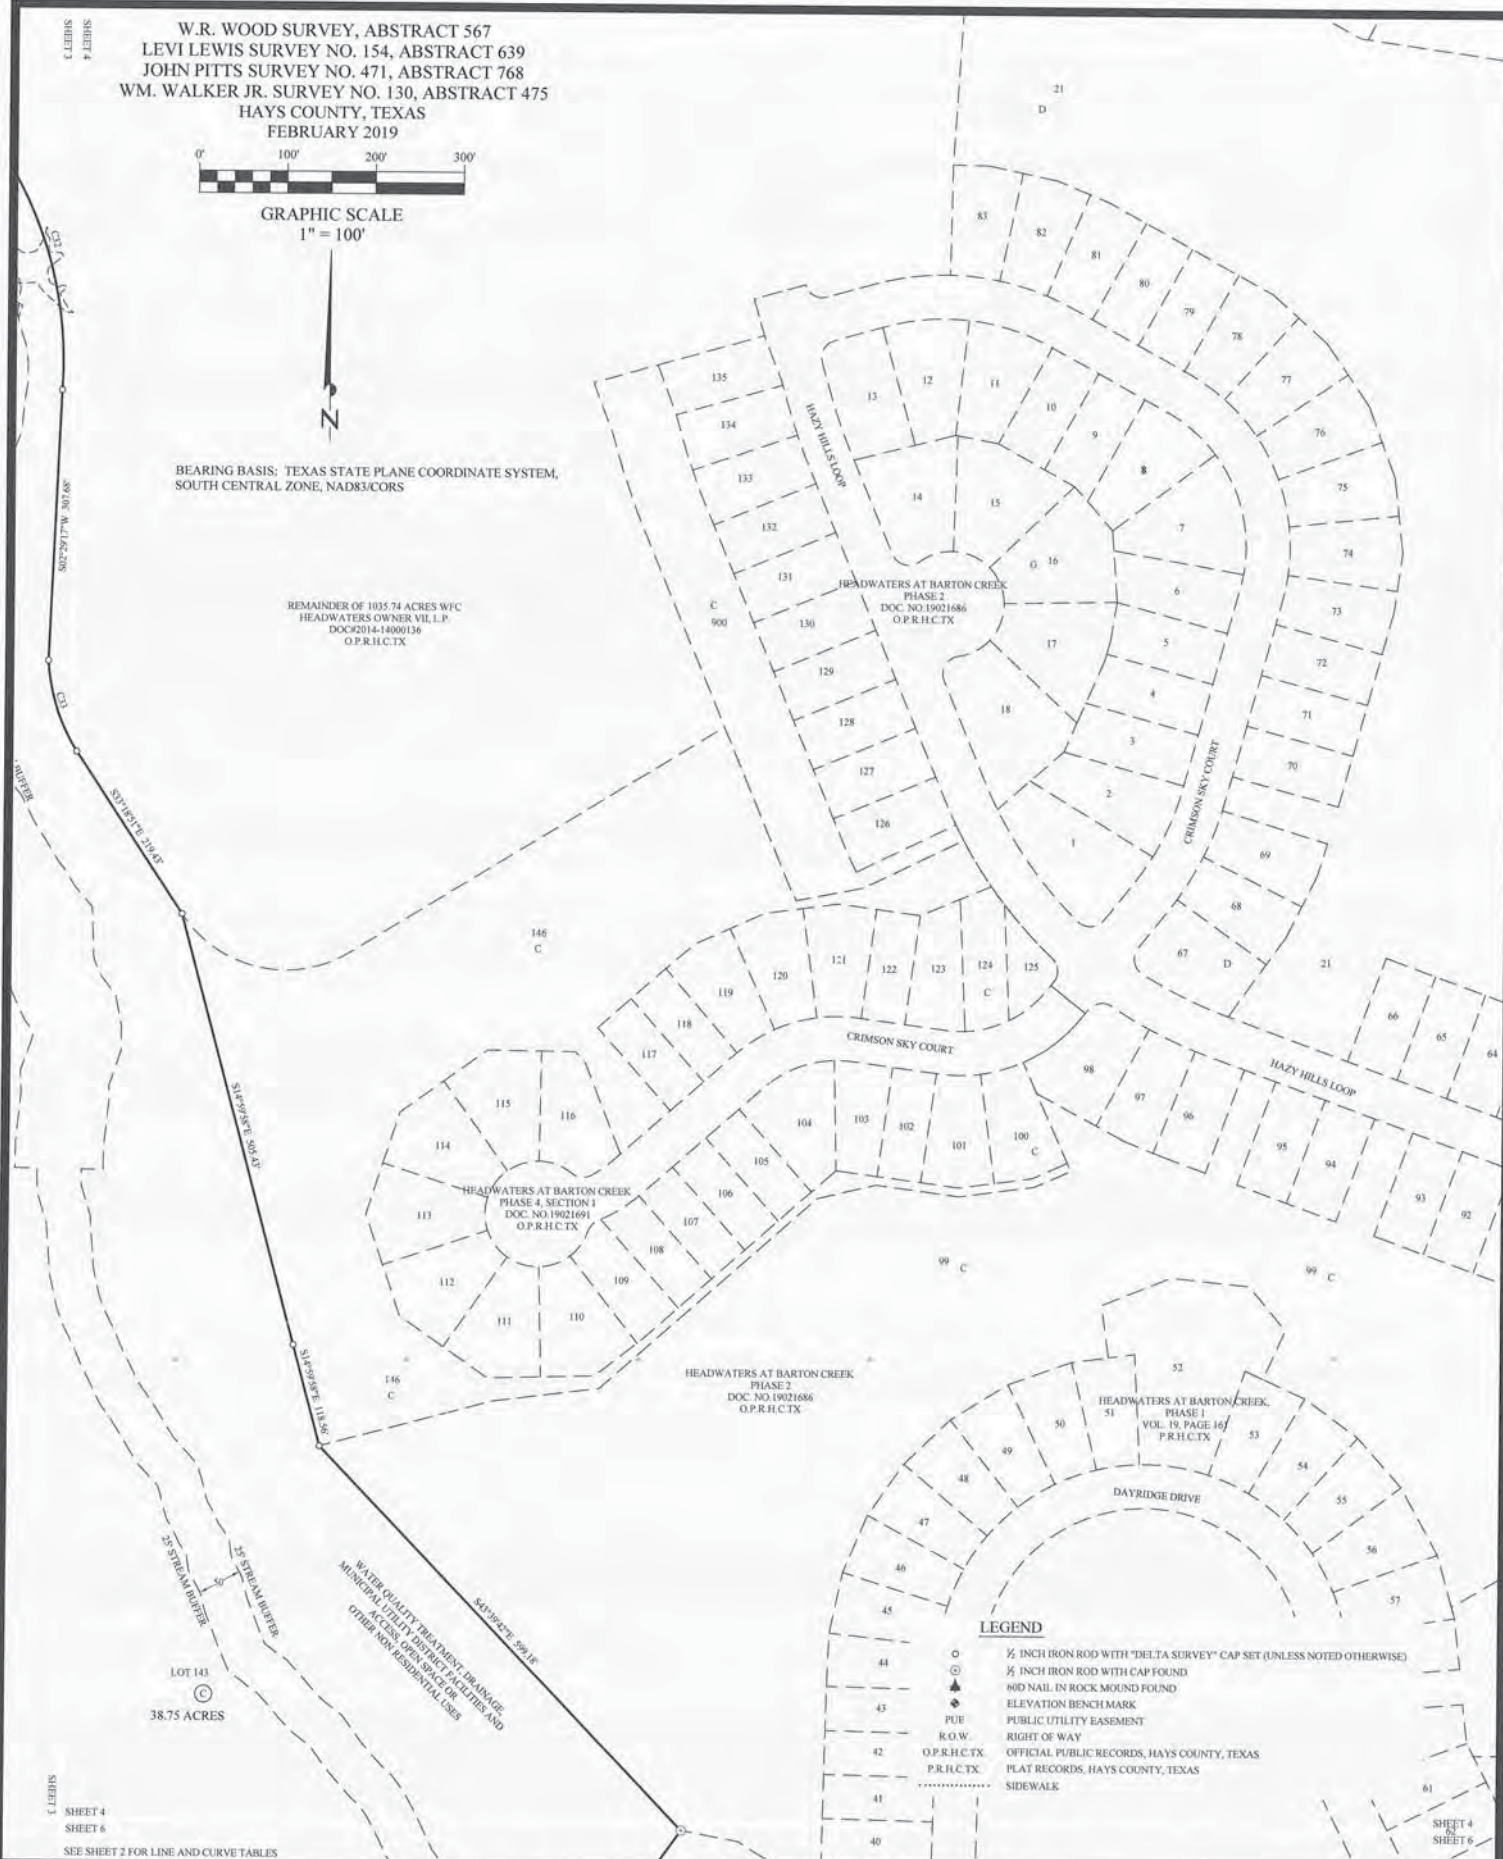 SHEET 4
SHEET 3
W.R. WOOD SURVEY, ABSTRACT 567
LEVI LEWIS SURVEY NO. 154, ABSTRACT 639
JOHN PITTS SURVEY NO. 471, ABSTRACT 768
WM. WALKER JR. SURVEY NO. 130, ABSTRACT 475
HAYS COUNTY, TEXAS
FEBRUARY 2019
0' 100' 200' 300'
GRAPHIC SCALE
1" = 100'
N
BEARING BASIS: TEXAS STATE PLANE COORDINATE SYSTEM,
SOUTH CENTRAL ZONE, NAD83/CORS
REMAINDER OF 1035.74 ACRES WFC
HEADWATERS OWNER VII, L.P.
DOC#2014-14000136
O.P.R.H.C.TX
C32
S02°29'17"W 307.68'
C33
BUFFER
S33°18'51"E 219.43'
S14°59'58"E 505.43'
S14°59'58"E 118.56'
S43°39'42"E 599.18'
21
D
83
82
81
80
79
78
77
76
75
74
73
72
71
70
69
68
67
D
21
66
65
64
135
134
133
132
131
130
129
128
127
126
C
900
HAZY HILLS LOOP
13
12
11
10
9
8
7
6
5
4
3
2
1
14
15
G 16
17
18
HEADWATERS AT BARTON CREEK
PHASE 2
DOC. NO.19021686
O.P.R.H.C.TX
CRIMSON SKY COURT
146
C
117
118
119
120
121
122
123
124
C
125
CRIMSON SKY COURT
HAZY HILLS LOOP
98
97
96
95
94
93
92
116
115
114
113
112
111
110
109
108
107
106
105
104
103
102
101
100
C
HEADWATERS AT BARTON CREEK
PHASE 4, SECTION 1
DOC. NO.19021691
O.P.R.H.C.TX
99 C
99 C
146
C
HEADWATERS AT BARTON CREEK
PHASE 2
DOC. NO.19021686
O.P.R.H.C.TX
52
HEADWATERS AT BARTON CREEK,
PHASE 1
VOL. 19, PAGE 165
P.R.H.C.TX
51
50
49
48
47
46
45
44
43
42
41
40
53
54
55
56
57
61
62
DAYRIDGE DRIVE
25' STREAM BUFFER
50'
25' STREAM BUFFER
WATER QUALITY TREATMENT, DRAINAGE,
MUNICIPAL UTILITY DISTRICT FACILITIES AND
ACCESS, OPEN SPACE OR
OTHER NON RESIDENTIAL USES
LOT 143
C
38.75 ACRES
LEGEND
½ INCH IRON ROD WITH "DELTA SURVEY" CAP SET (UNLESS NOTED OTHERWISE)
½ INCH IRON ROD WITH CAP FOUND
60D NAIL IN ROCK MOUND FOUND
ELEVATION BENCH MARK
PUE PUBLIC UTILITY EASEMENT
R.O.W. RIGHT OF WAY
O.P.R.H.C.TX OFFICIAL PUBLIC RECORDS, HAYS COUNTY, TEXAS
P.R.H.C.TX PLAT RECORDS, HAYS COUNTY, TEXAS
SIDEWALK
SHEET 3
SHEET 4
SHEET 6
SEE SHEET 2 FOR LINE AND CURVE TABLES
SHEET 4
SHEET 6